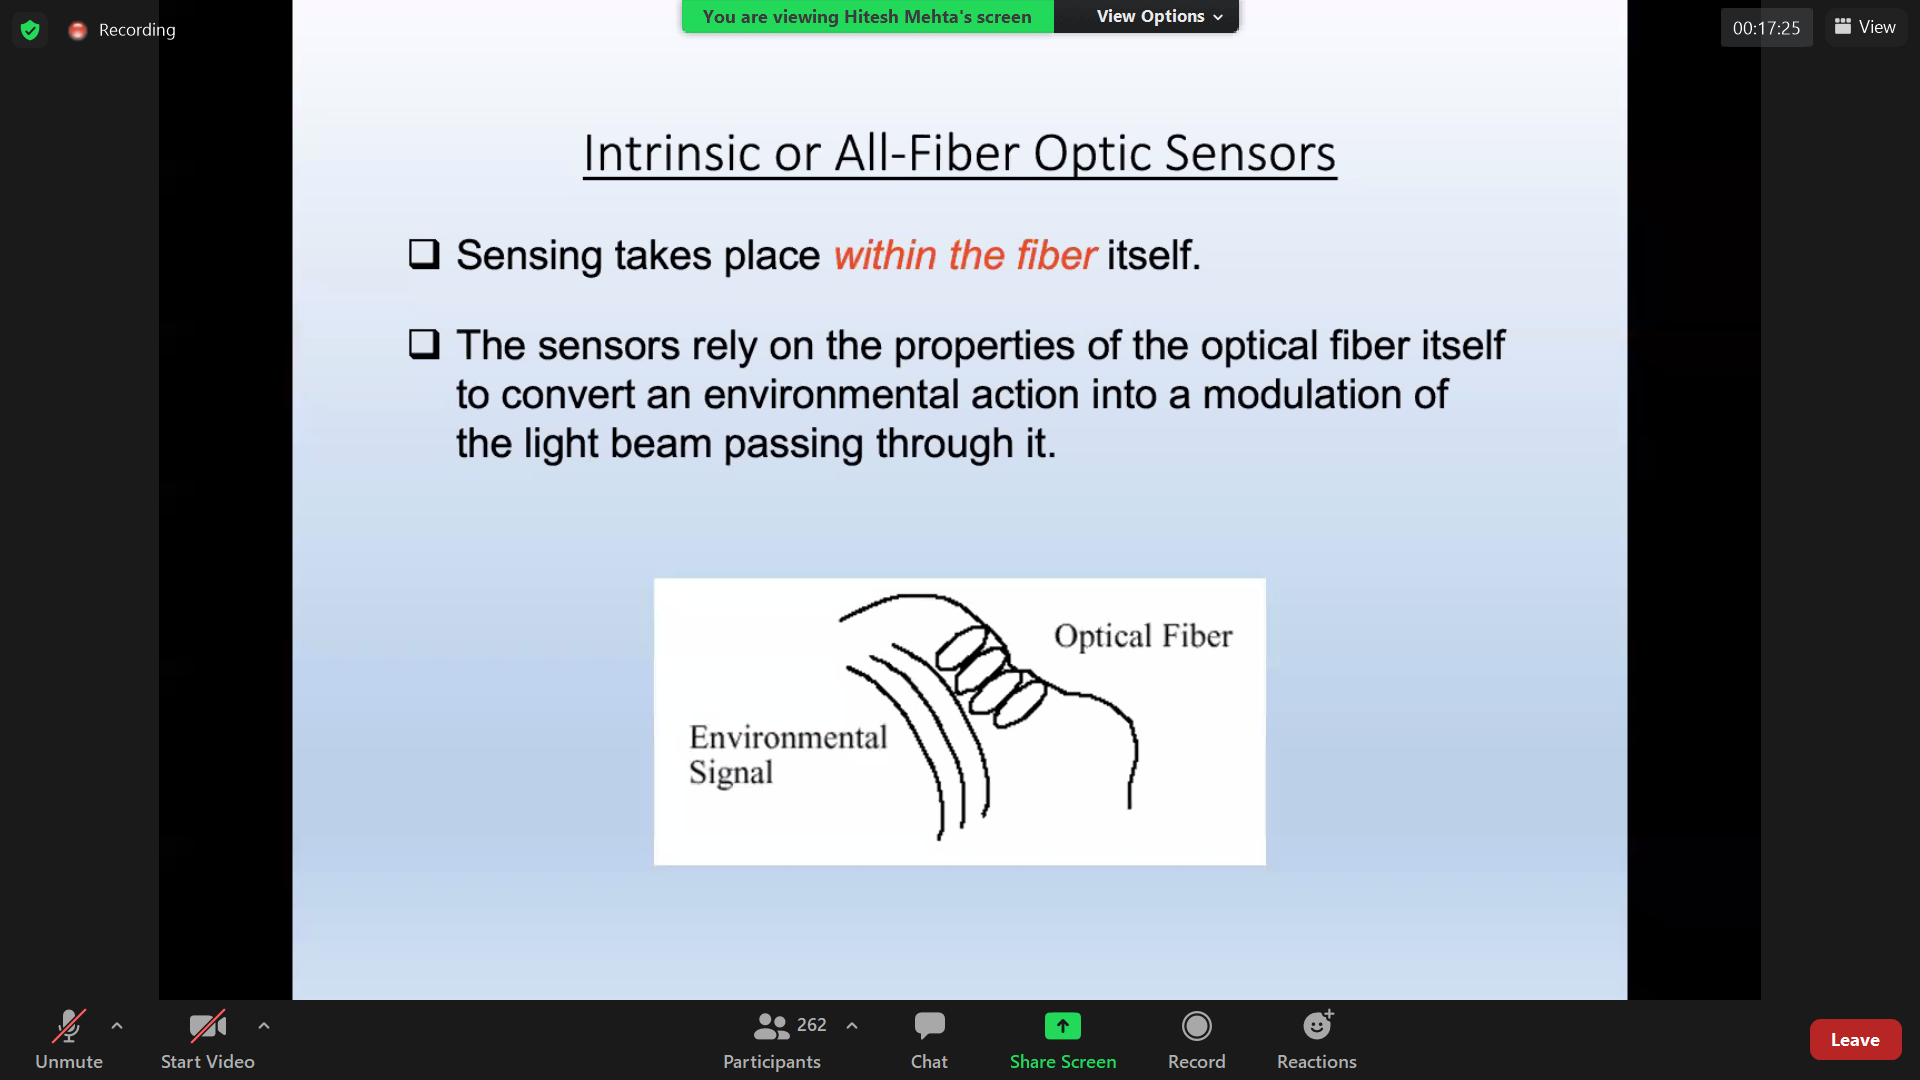 Recording
You are viewing Hitesh Mehta's screen
View Options
00:17:25
View
Intrinsic or All-Fiber Optic Sensors
Sensing takes place within the fiber itself.
The sensors rely on the properties of the optical fiber itself
to convert an environmental action into a modulation of
the light beam passing through it.
Optical Fiber
Environmental
Signal
Unmute
Start Video
262
Participants
Chat
Share Screen
Record
Reactions
Leave